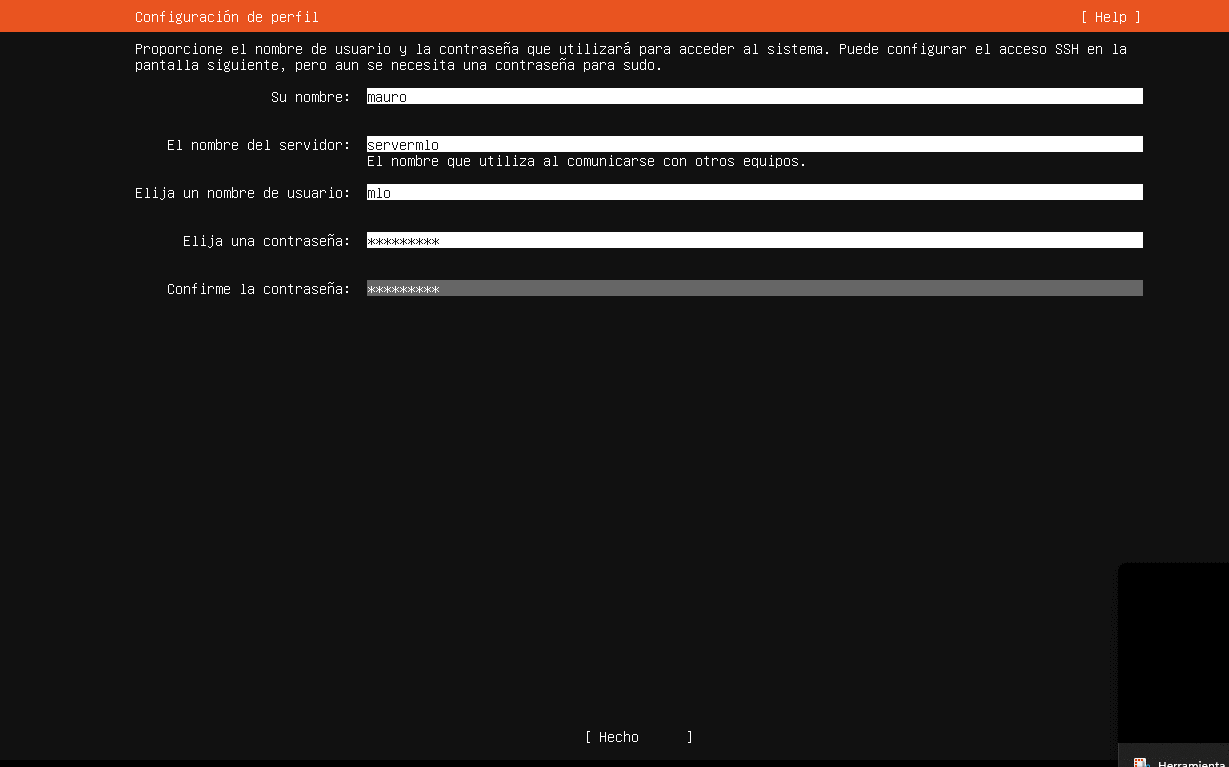 Configuración de perfil [ Help ]
Proporcione el nombre de usuario y la contraseña que utilizará para acceder al sistema. Puede configurar el acceso SSH en la
pantalla siguiente, pero aun se necesita una contraseña para sudo.
Su nombre: mauro
El nombre del servidor: servermlo
El nombre que utiliza al comunicarse con otros equipos.
Elija un nombre de usuario: mlo
Elija una contraseña: *********
Confirme la contraseña: *********
[ Hecho ]
Herramienta